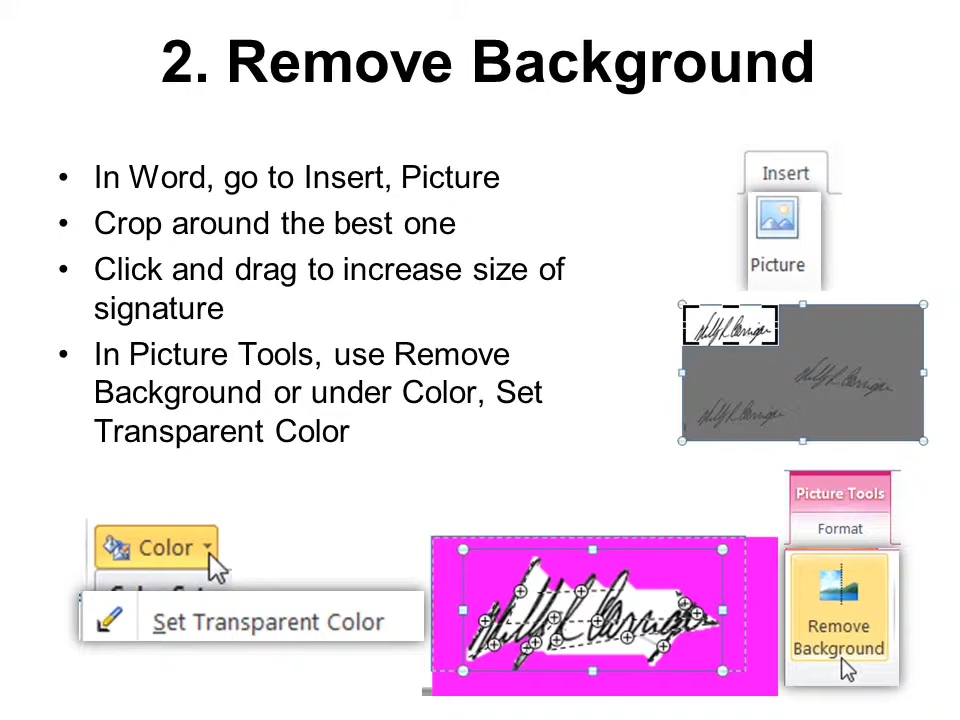 2. Remove Background
• In Word, go to Insert, Picture
• Crop around the best one
• Click and drag to increase size of
signature
• In Picture Tools, use Remove
Background or under Color, Set
Transparent Color
Insert
Picture
Picture Tools
Format
Remove
Background
Color
Set Transparent Color